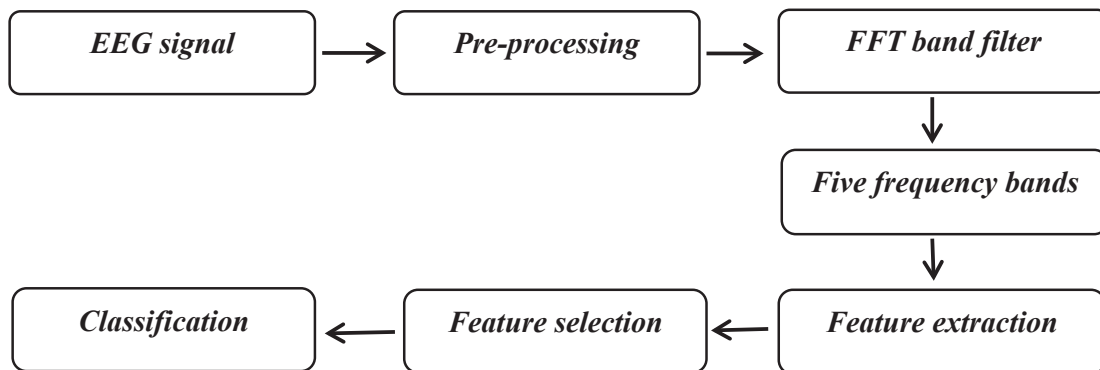 EEG signal
Pre-processing
FFT band filter
Five frequency bands
Feature extraction
Feature selection
Classification